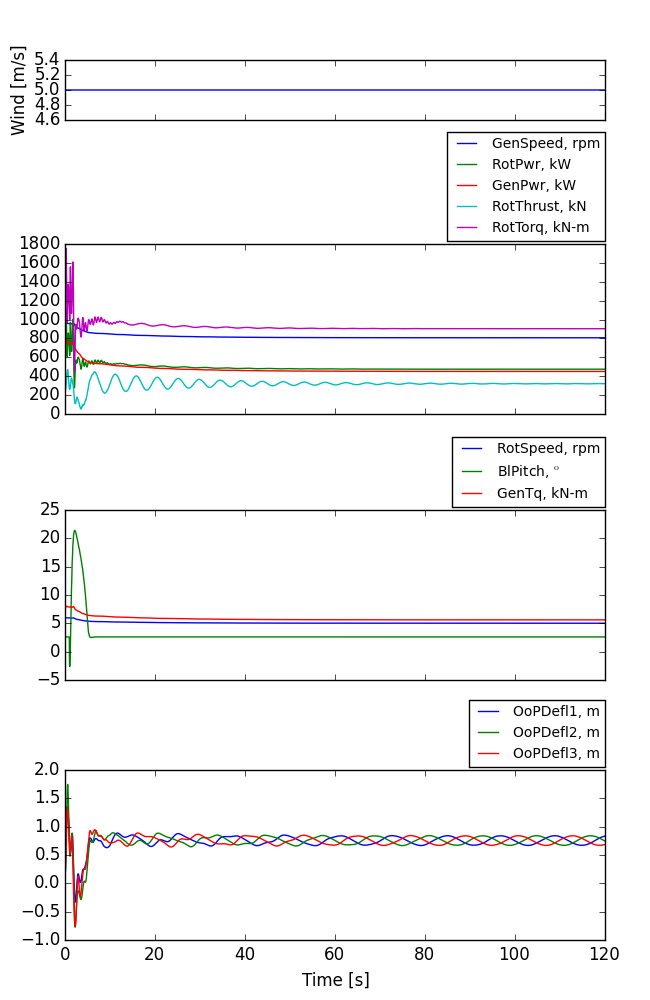 Wind [m/s]
5.4
5.2
5.0
4.8
4.6
GenSpeed, rpm
RotPwr, kW
GenPwr, kW
RotThrust, kN
RotTorq, kN-m
1800
1600
1400
1200
1000
800
600
400
200
0
RotSpeed, rpm
BlPitch, °
GenTq, kN-m
25
20
15
10
5
0
−5
OoPDefl1, m
OoPDefl2, m
OoPDefl3, m
2.0
1.5
1.0
0.5
0.0
−0.5
−1.0
0 20 40 60 80 100 120
Time [s]